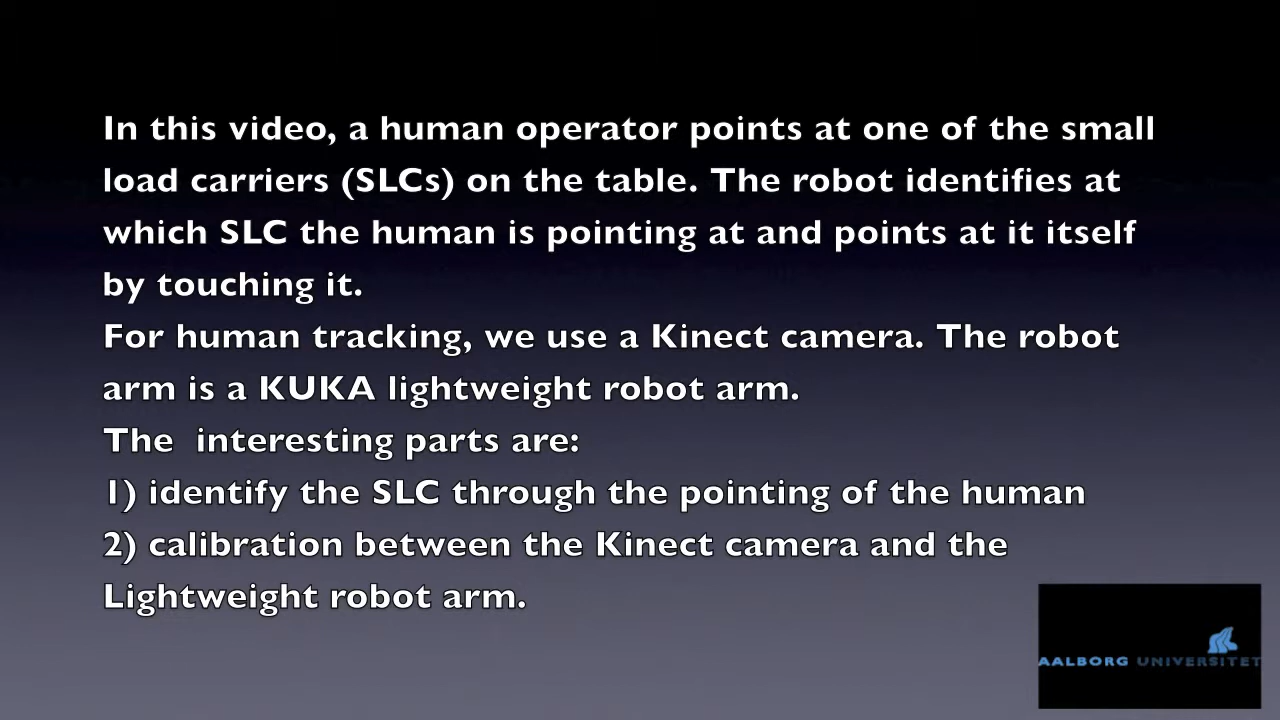 In this video, a human operator points at one of the small
load carriers (SLCs) on the table. The robot identifies at
which SLC the human is pointing at and points at it itself
by touching it.
For human tracking, we use a Kinect camera. The robot
arm is a KUKA lightweight robot arm.
The  interesting parts are:
1) identify the SLC through the pointing of the human
2) calibration between the Kinect camera and the
Lightweight robot arm.
AALBORG UNIVERSITET